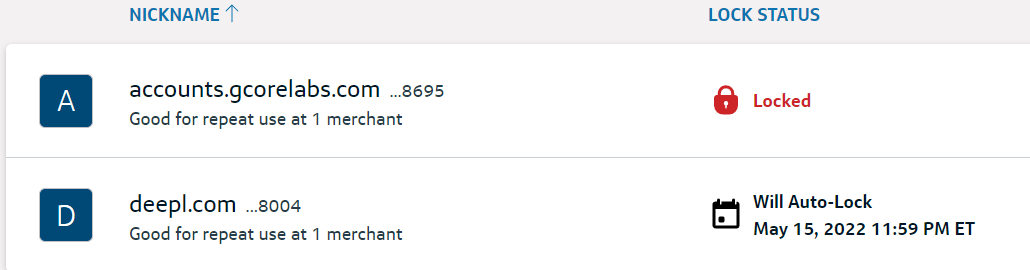 NICKNAME ↑ LOCK STATUS
A
accounts.gcorelabs.com ...8695
Good for repeat use at 1 merchant
Locked
D
deepl.com ...8004
Good for repeat use at 1 merchant
Will Auto-Lock
May 15, 2022 11:59 PM ET